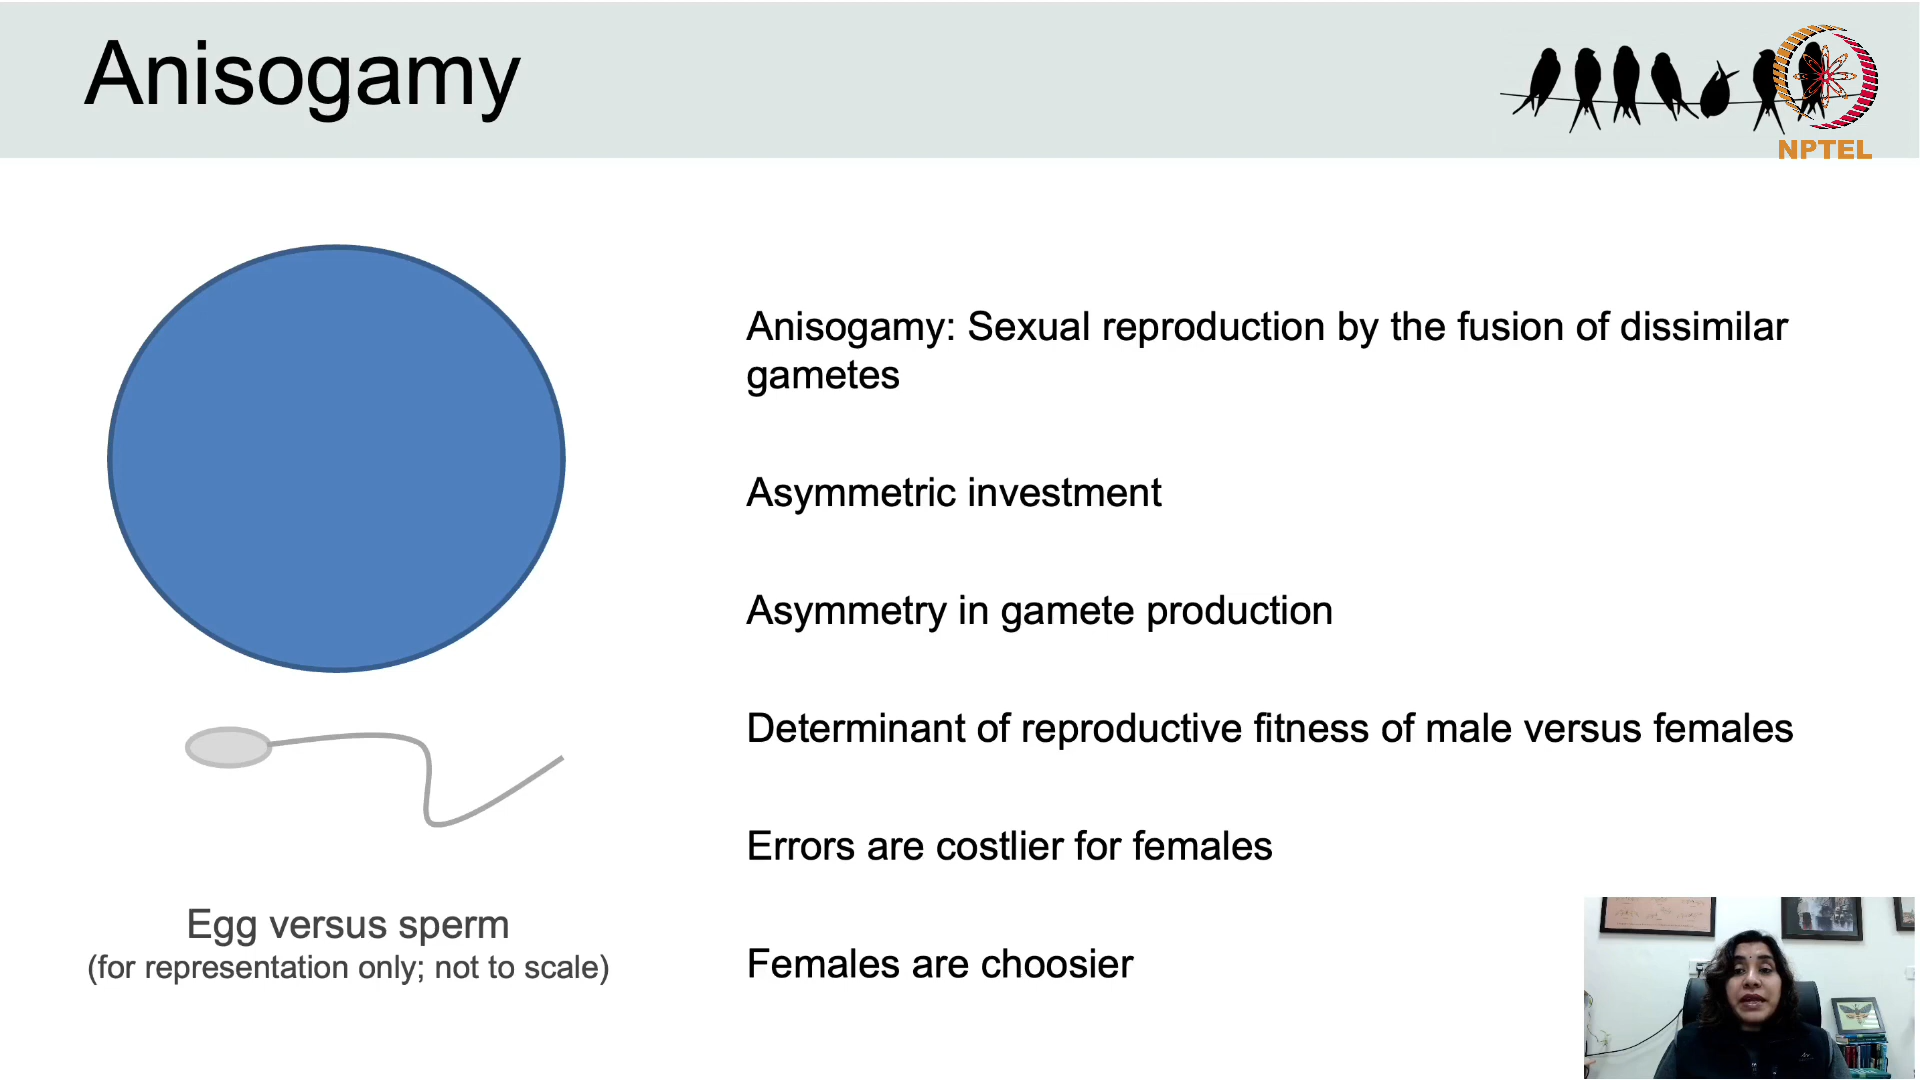 Anisogamy
NPTEL
Anisogamy: Sexual reproduction by the fusion of dissimilar
gametes
Asymmetric investment
Asymmetry in gamete production
Determinant of reproductive fitness of male versus females
Errors are costlier for females
Females are choosier
Egg versus sperm
(for representation only; not to scale)